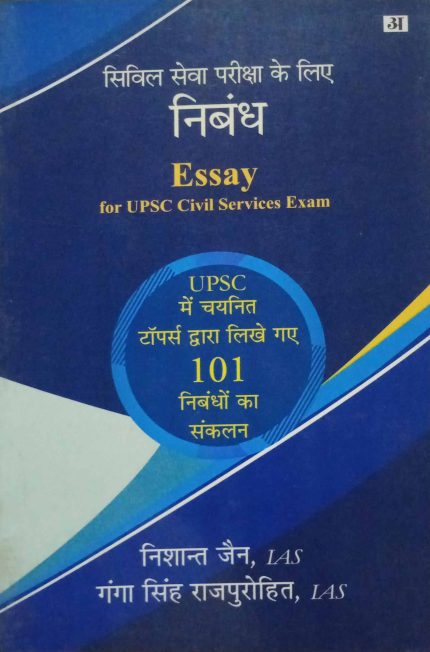 अ
सिविल सेवा परीक्षा के लिए
निबंध
Essay
for UPSC Civil Services Exam
UPSC
में चयनित
टॉपर्स द्वारा लिखे गए
101
निबंधों का
संकलन
निशान्त जैन, IAS
गंगा सिंह राजपुरोहित, IAS